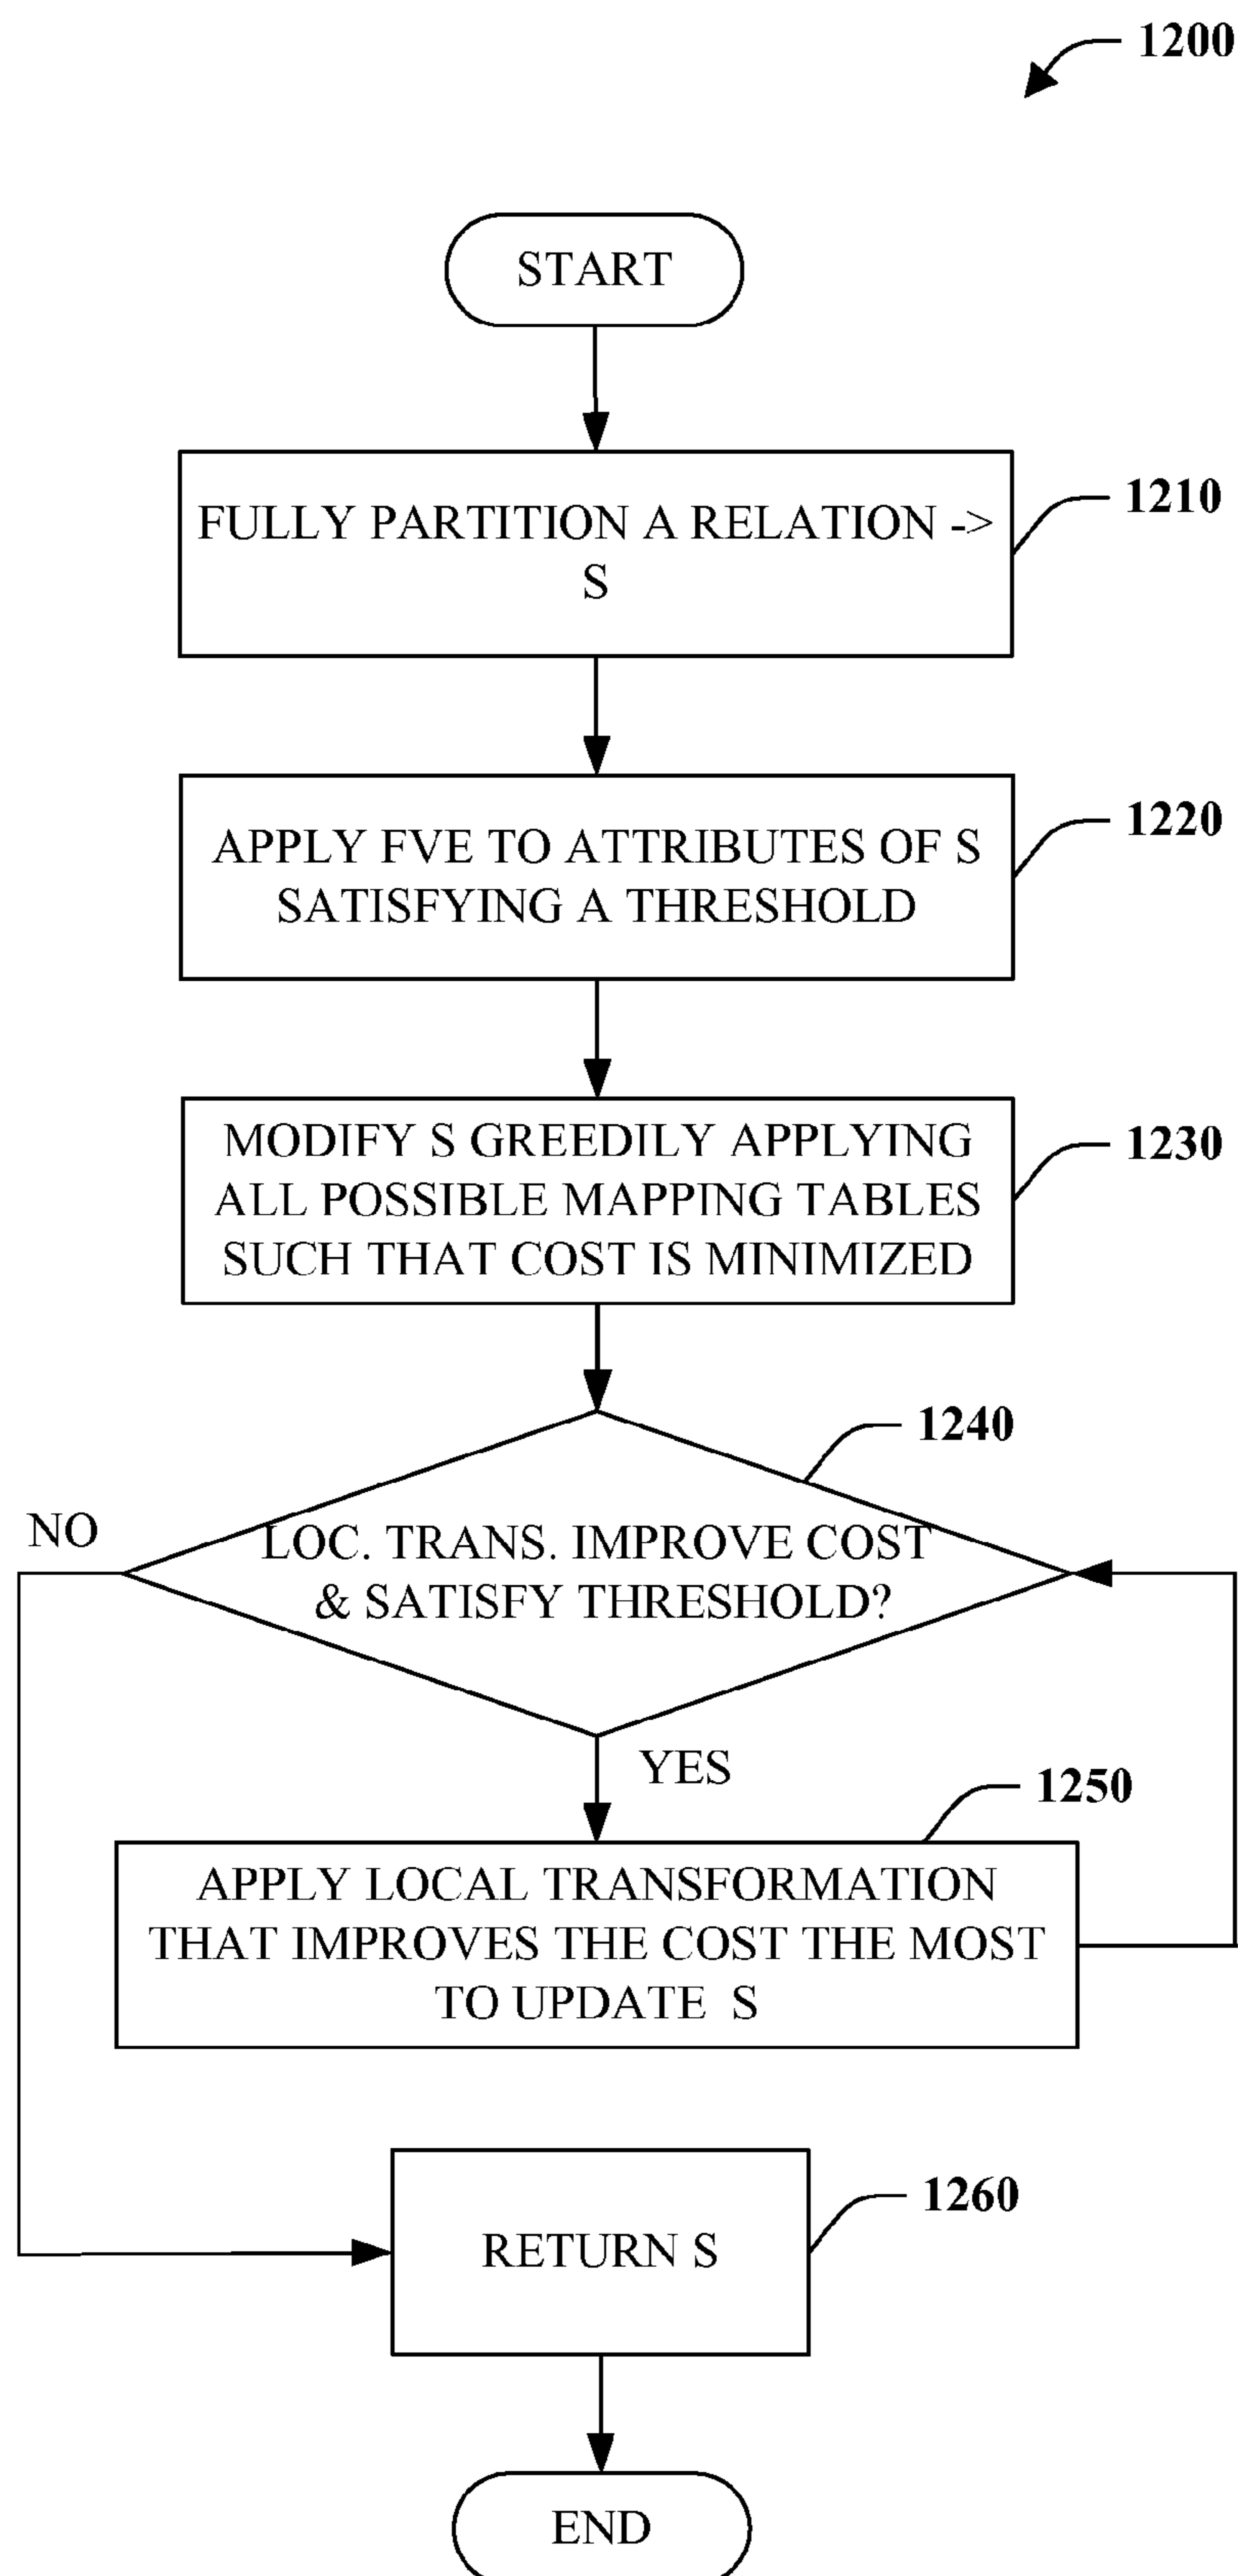 1200
START
FULLY PARTITION A RELATION ->
S
1210
APPLY FVE TO ATTRIBUTES OF S
SATISFYING A THRESHOLD
1220
MODIFY S GREEDILY APPLYING
ALL POSSIBLE MAPPING TABLES
SUCH THAT COST IS MINIMIZED
1230
1240
NO
LOC. TRANS. IMPROVE COST
& SATISFY THRESHOLD?
YES
1250
APPLY LOCAL TRANSFORMATION
THAT IMPROVES THE COST THE MOST
TO UPDATE S
1260
RETURN S
END